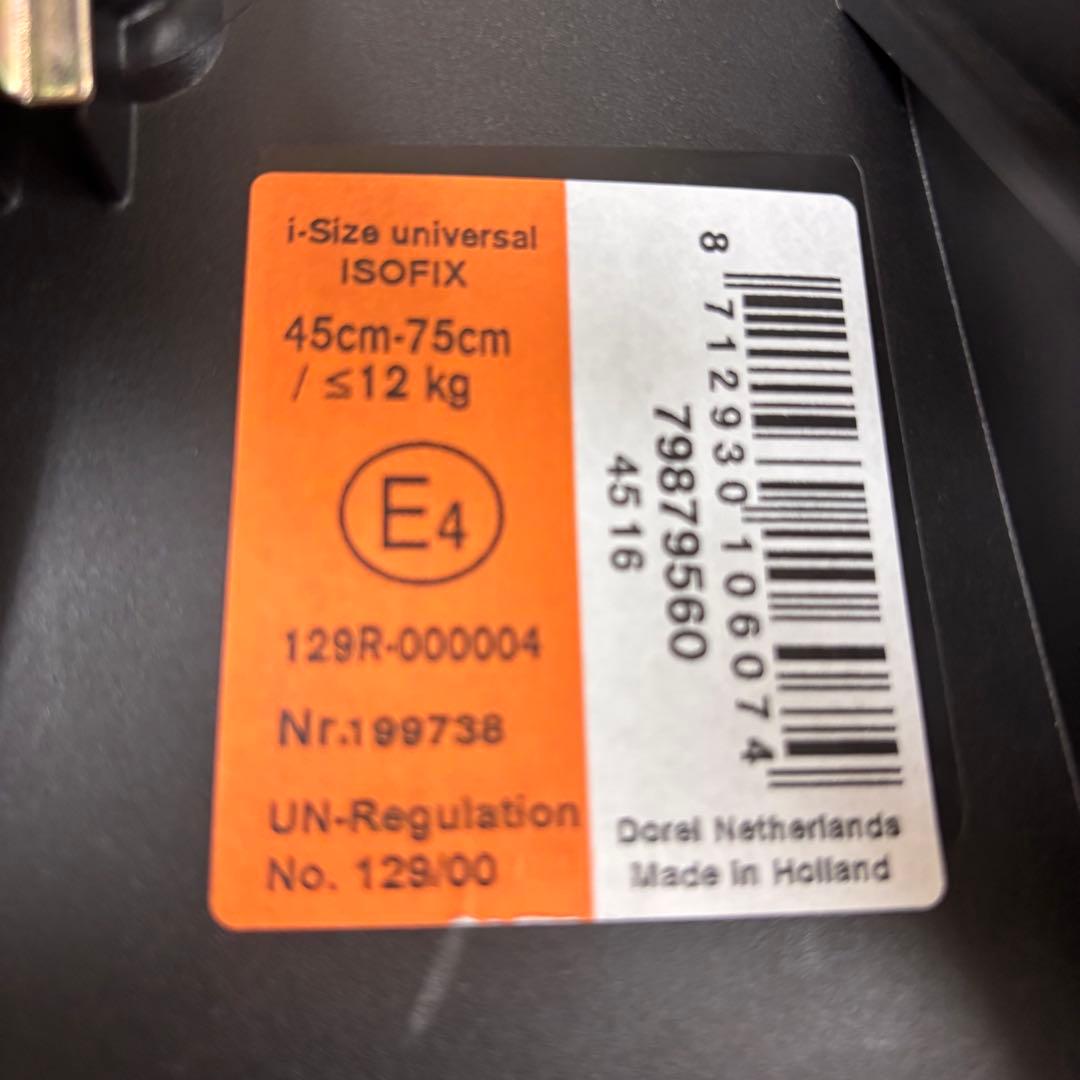 i-Size universal
ISOFIX
45cm-75cm
/ ≤12 kg
E4
129R-000004
Nr.199738
UN-Regulation
No. 129/00
8 712930 106074
79879560
4516
Dorel Netherlands
Made in Holland